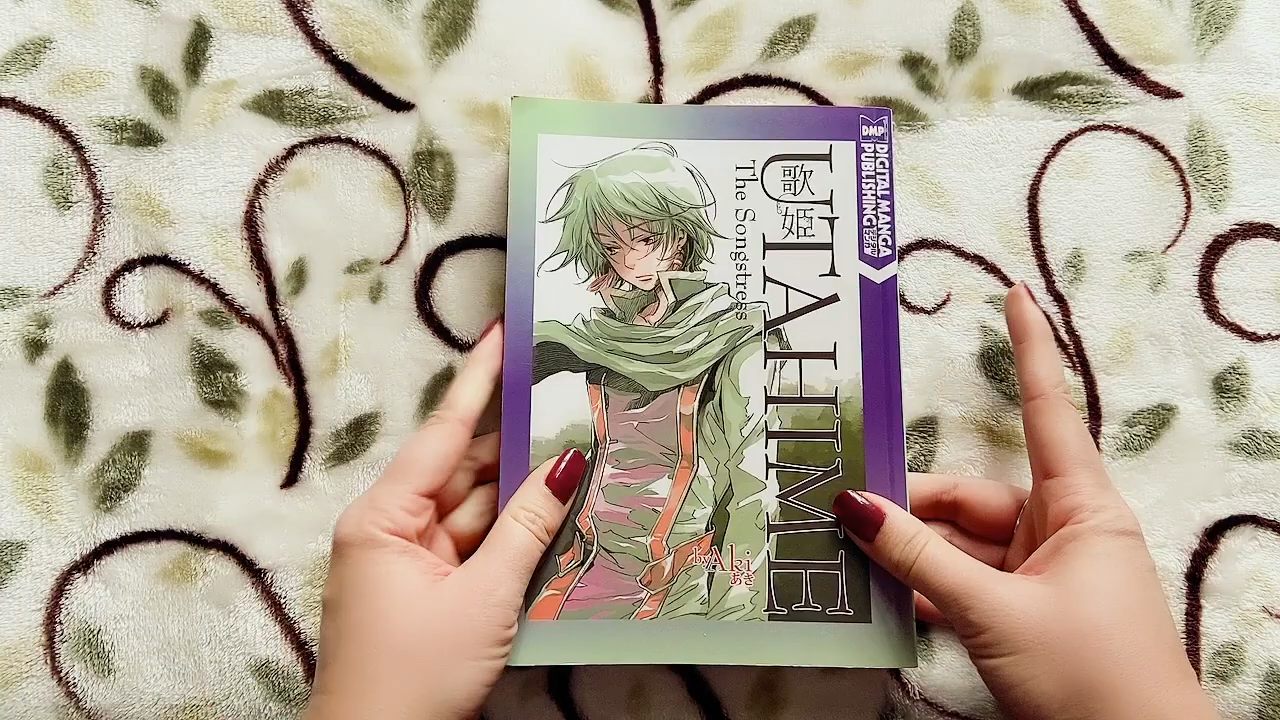 DMP
DIGITAL MANGA
PUBLISHING
UTAHIME
歌姫
The Songstress
by Aki
あき